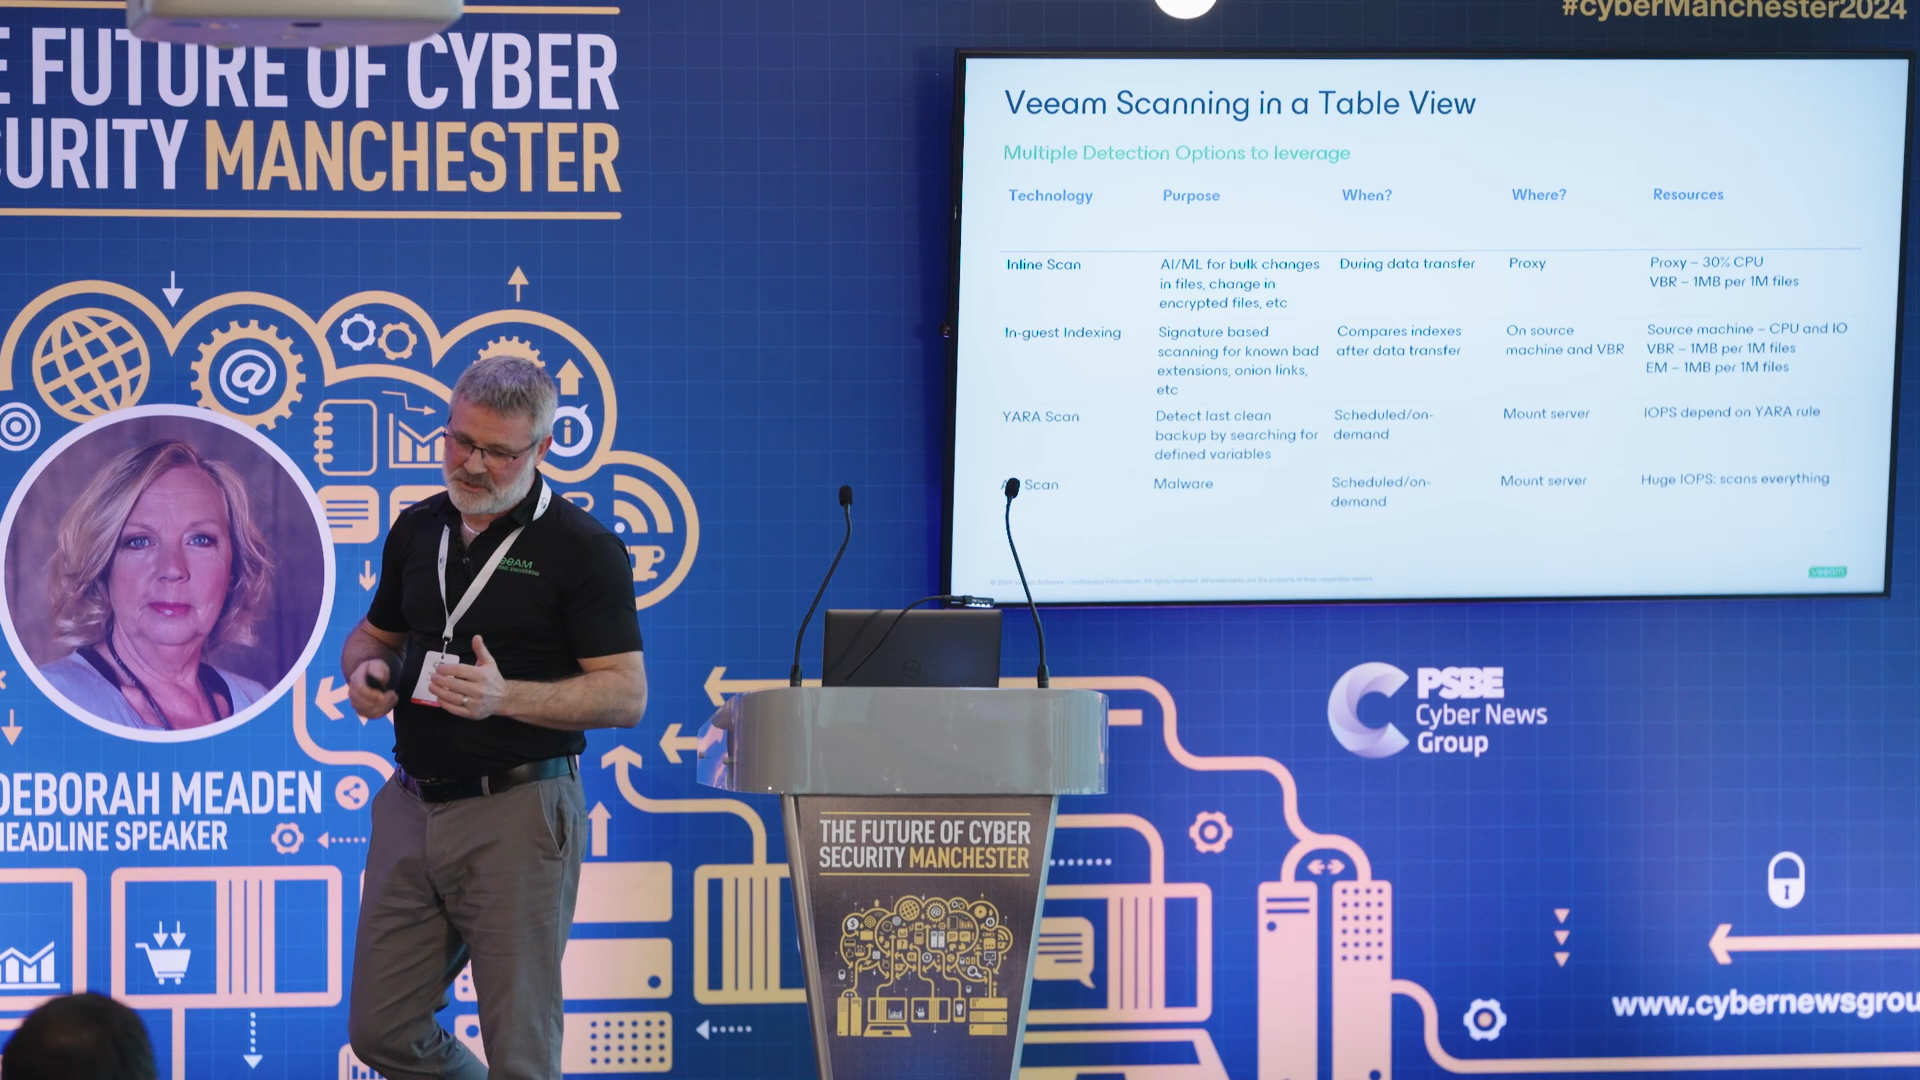 #cyberManchester2024
E FUTURE OF CYBER
CURITY MANCHESTER
Veeam Scanning in a Table View
Multiple Detection Options to leverage
Technology Purpose When? Where? Resources
Inline Scan
AI/ML for bulk changes
in files, change in
encrypted files, etc
During data transfer
Proxy
Proxy – 30% CPU
VBR – 1MB per 1M files
In-guest Indexing
Signature based
scanning for known bad
extensions, onion links,
etc
Compares indexes
after data transfer
On source
machine and VBR
Source machine – CPU and IO
VBR – 1MB per 1M files
EM – 1MB per 1M files
YARA Scan
Detect last clean
backup by searching for
defined variables
Scheduled/on-
demand
Mount server
IOPS depend on YARA rule
Scan
Malware
Scheduled/on-
demand
Mount server
Huge IOPS: scans everything
veeam
DEBORAH MEADEN
HEADLINE SPEAKER
PSBE
Cyber News
Group
THE FUTURE OF CYBER
SECURITY MANCHESTER
www.cybernewsgrou